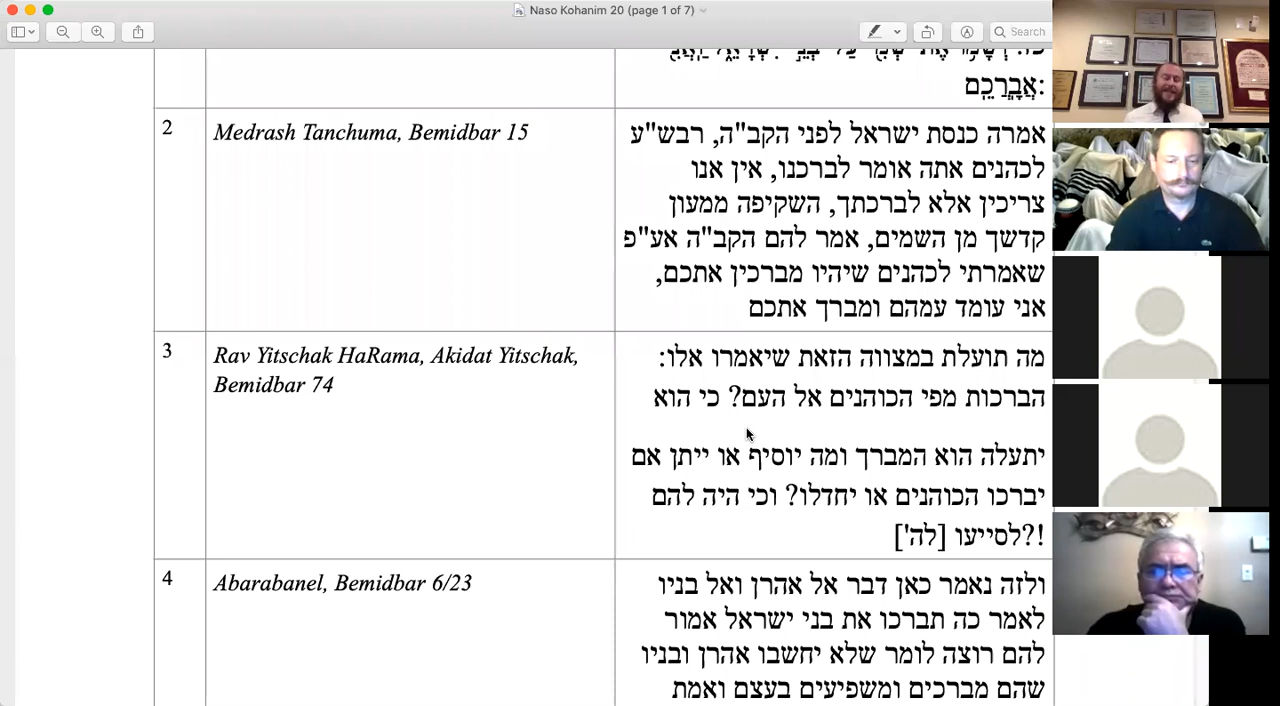 Naso Kohanim 20 (page 1 of 7)
Search
אֲבָרֲכֵֽם:
2
Medrash Tanchuma, Bemidbar 15
אמרה כנסת ישראל לפני הקב"ה, רבש"ע
לכהנים אתה אומר לברכנו, אין אנו
צריכין אלא לברכתך, השקיפה ממעון
קדשך מן השמים, אמר להם הקב"ה אע"פ
שאמרתי לכהנים שיהיו מברכין אתכם,
אני עומד עמהם ומברך אתכם
3
Rav Yitschak HaRama, Akidat Yitschak,
Bemidbar 74
מה תועלת במצווה הזאת שיאמרו אלו:
הברכות מפי הכוהנים אל העם? כי הוא
יתעלה הוא המברך ומה יוסיף או ייתן אם
יברכו הכוהנים או יחדלו? וכי היה להם
לסייעו [לה']?!
4
Abarabanel, Bemidbar 6/23
ולזה נאמר כאן דבר אל אהרן ואל בניו
לאמר כה תברכו את בני ישראל אמור
להם רוצה לומר שלא יחשבו אהרן ובניו
שהם מברכים ומשפיעים בעצם ואמת